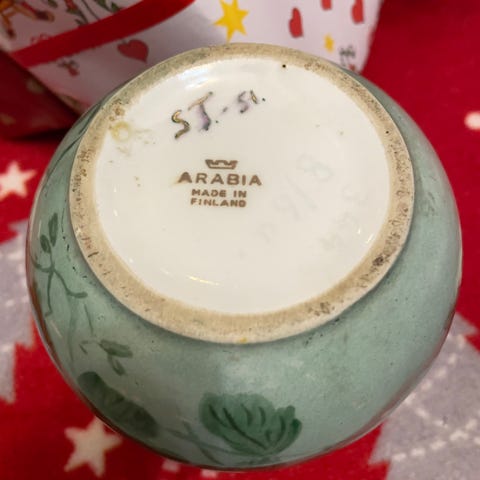 ST.-51.
ARABIA
MADE IN
FINLAND